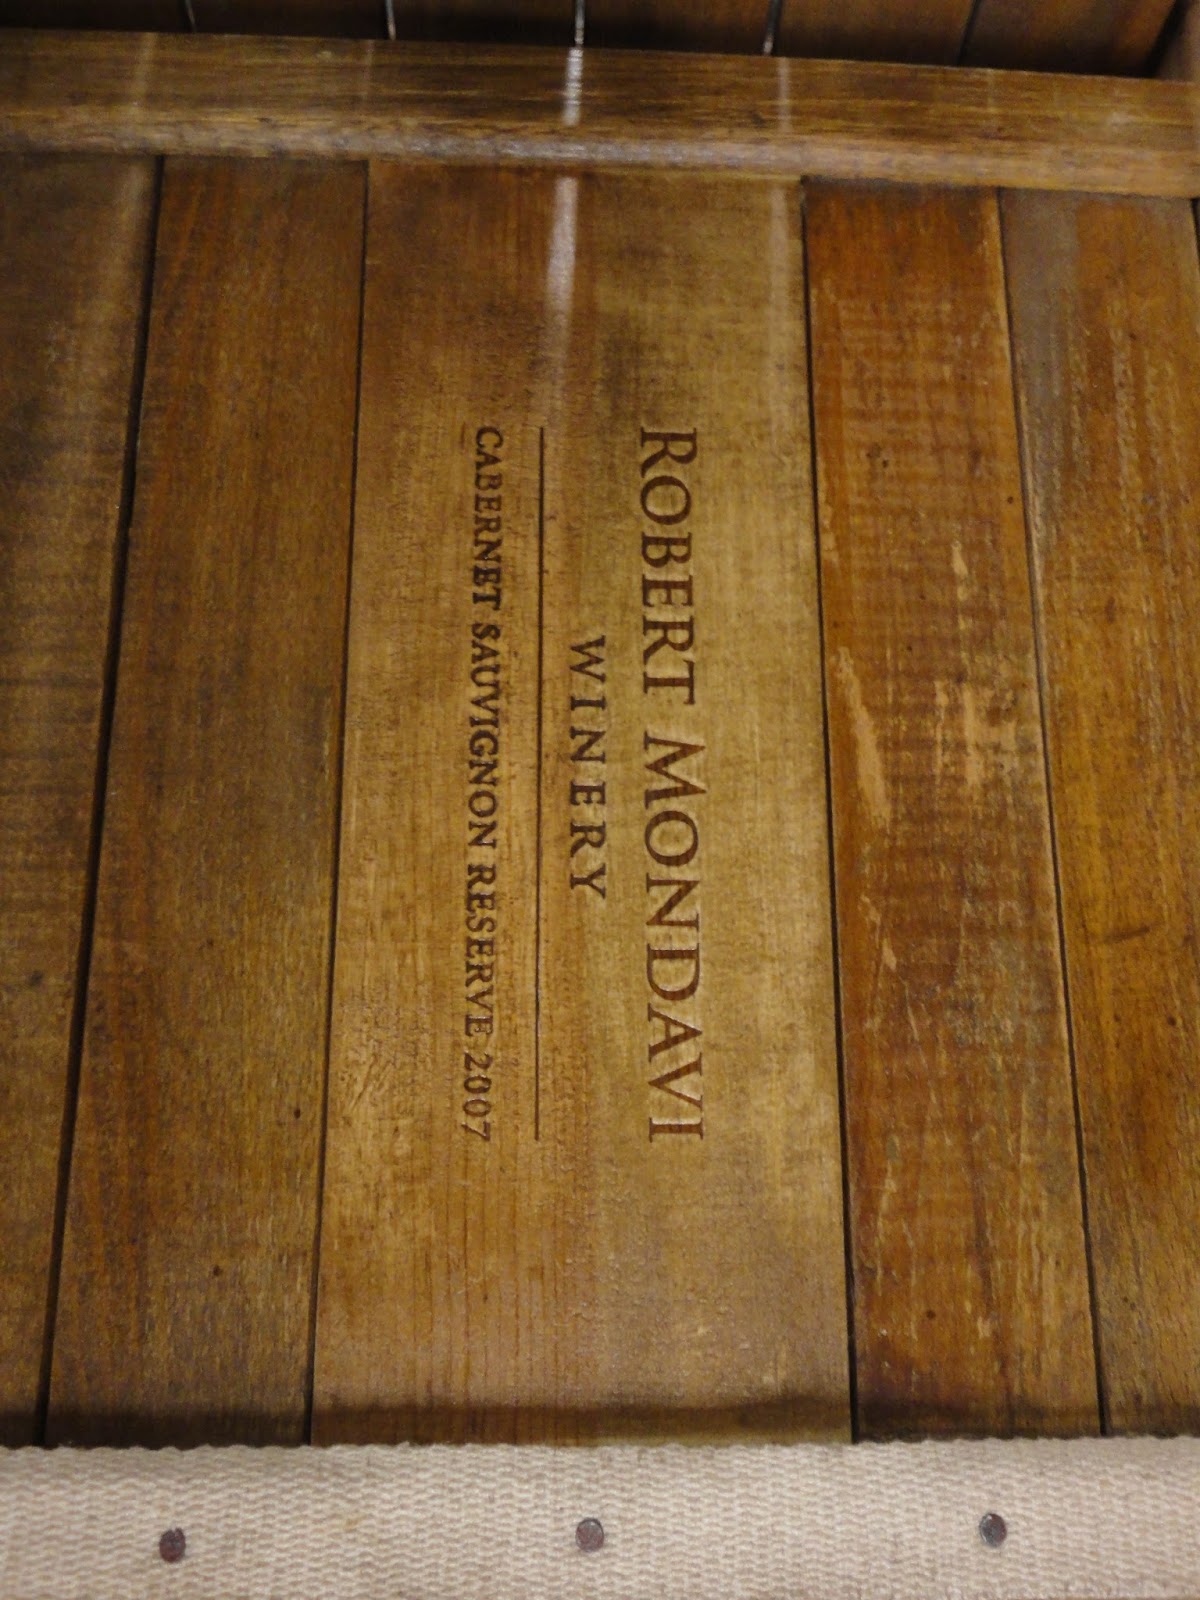 ROBERT MONDAVI
WINERY
CABERNET SAUVIGNON RESERVE 2007